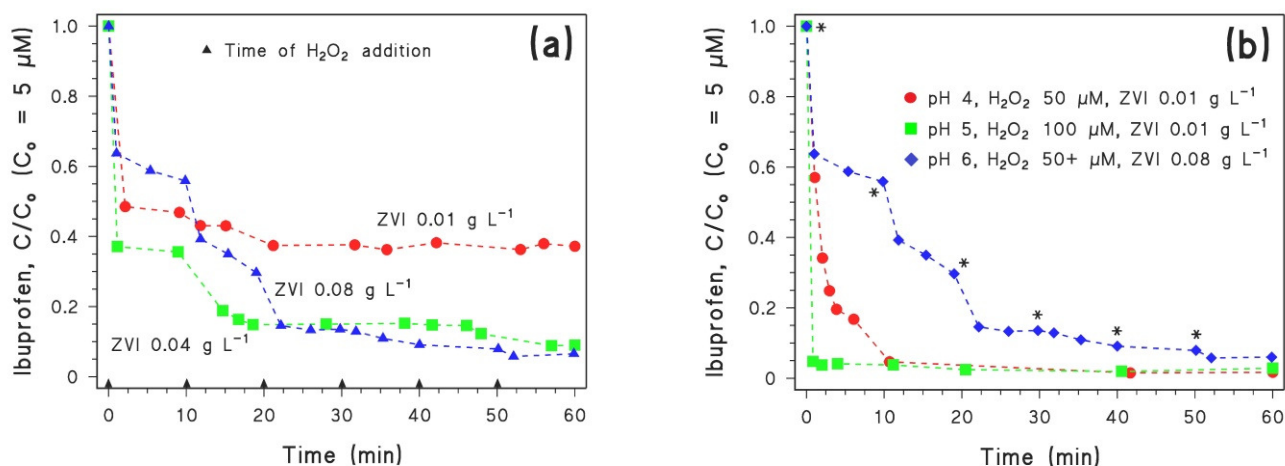 (a)
▲ Time of H₂O₂ addition
Ibuprofen, C/C₀ (C₀ = 5 μM)
1.0
0.8
0.6
0.4
0.2
0
ZVI 0.01 g L⁻¹
ZVI 0.08 g L⁻¹
ZVI 0.04 g L⁻¹
0 10 20 30 40 50 60
Time (min)
(b)
Ibuprofen, C/C₀ (C₀ = 5 μM)
1.0
0.8
0.6
0.4
0.2
0
pH 4, H₂O₂ 50 μM, ZVI 0.01 g L⁻¹
pH 5, H₂O₂ 100 μM, ZVI 0.01 g L⁻¹
pH 6, H₂O₂ 50+ μM, ZVI 0.08 g L⁻¹
* * * * * *
0 10 20 30 40 50 60
Time (min)